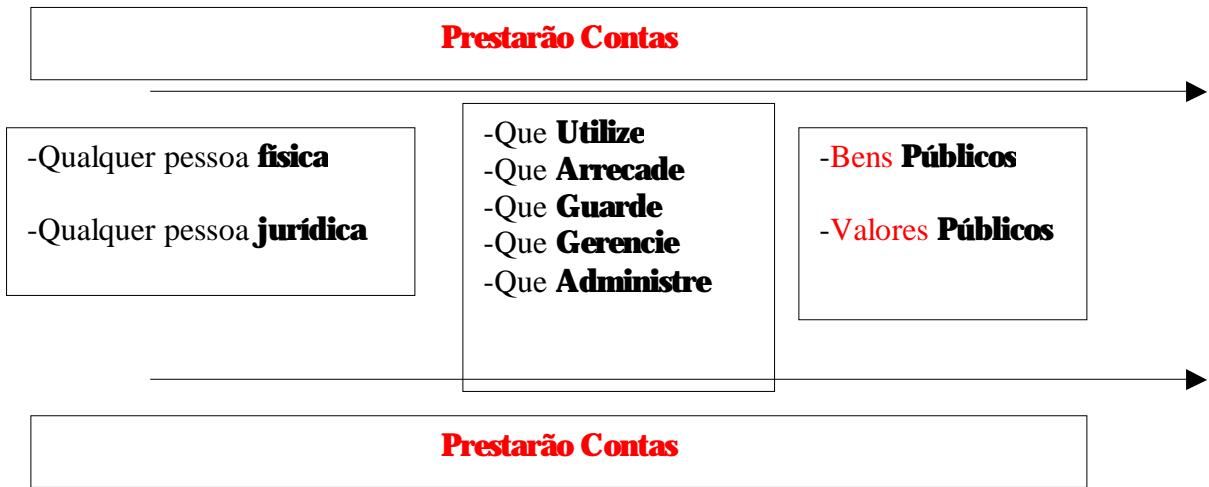 Prestarão Contas
-Qualquer pessoa física
-Qualquer pessoa jurídica
-Que Utilize
-Que Arrecade
-Que Guarde
-Que Gerencie
-Que Administre
-Bens Públicos
-Valores Públicos
Prestarão Contas